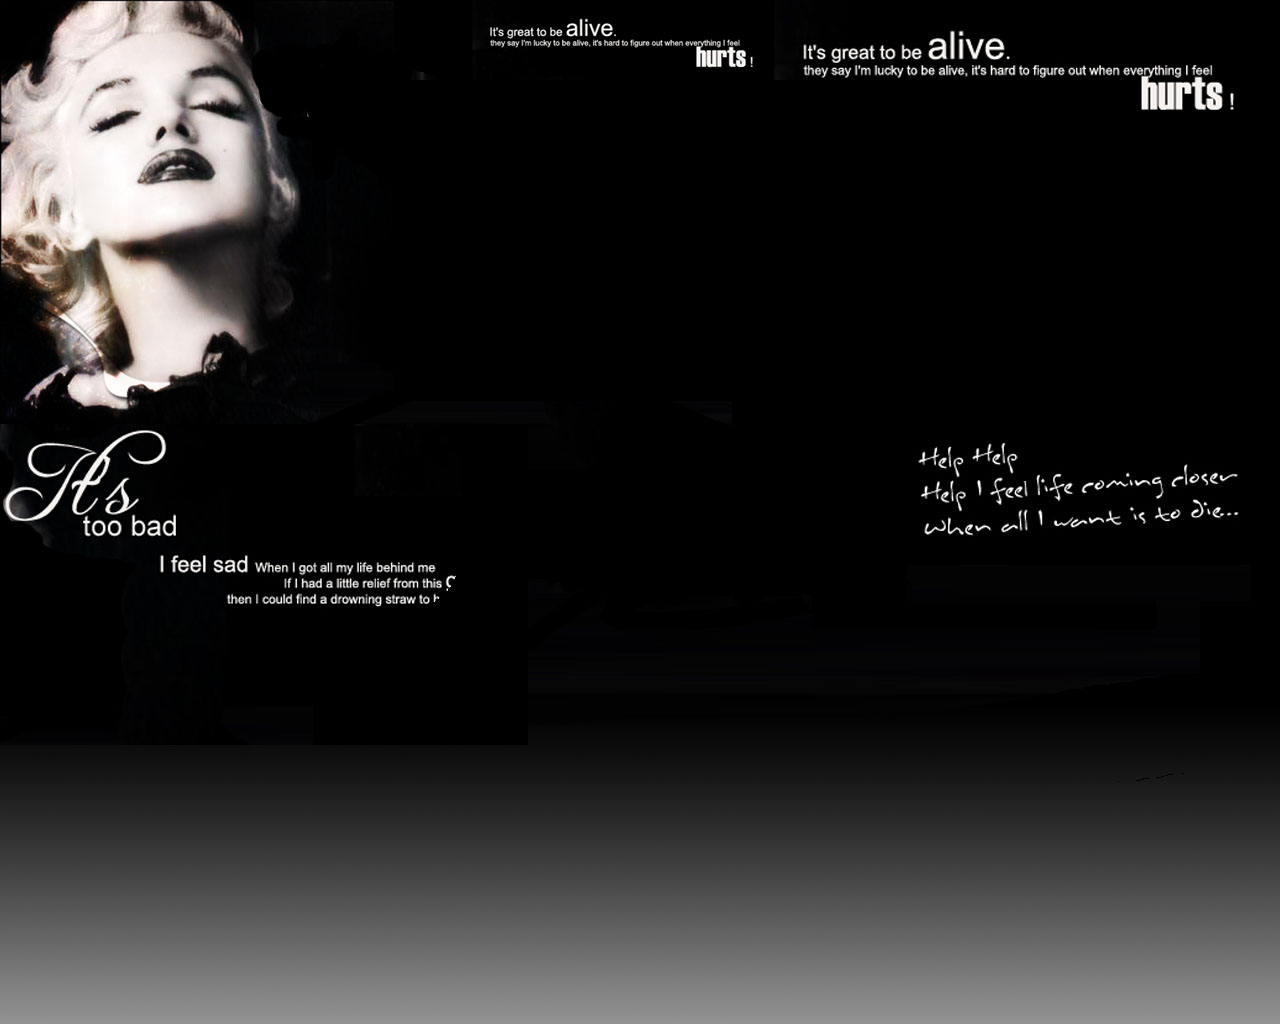 It's great to be alive.
they say I'm lucky to be alive, it's hard to figure out when everything I feel
hurts !
It's great to be alive.
they say I'm lucky to be alive, it's hard to figure out when everything I feel
hurts !
It's
too bad
I feel sad When I got all my life behind me
If I had a little relief from this
then I could find a drowning straw to
Help Help
Help I feel life coming closer
when all I want is to die...